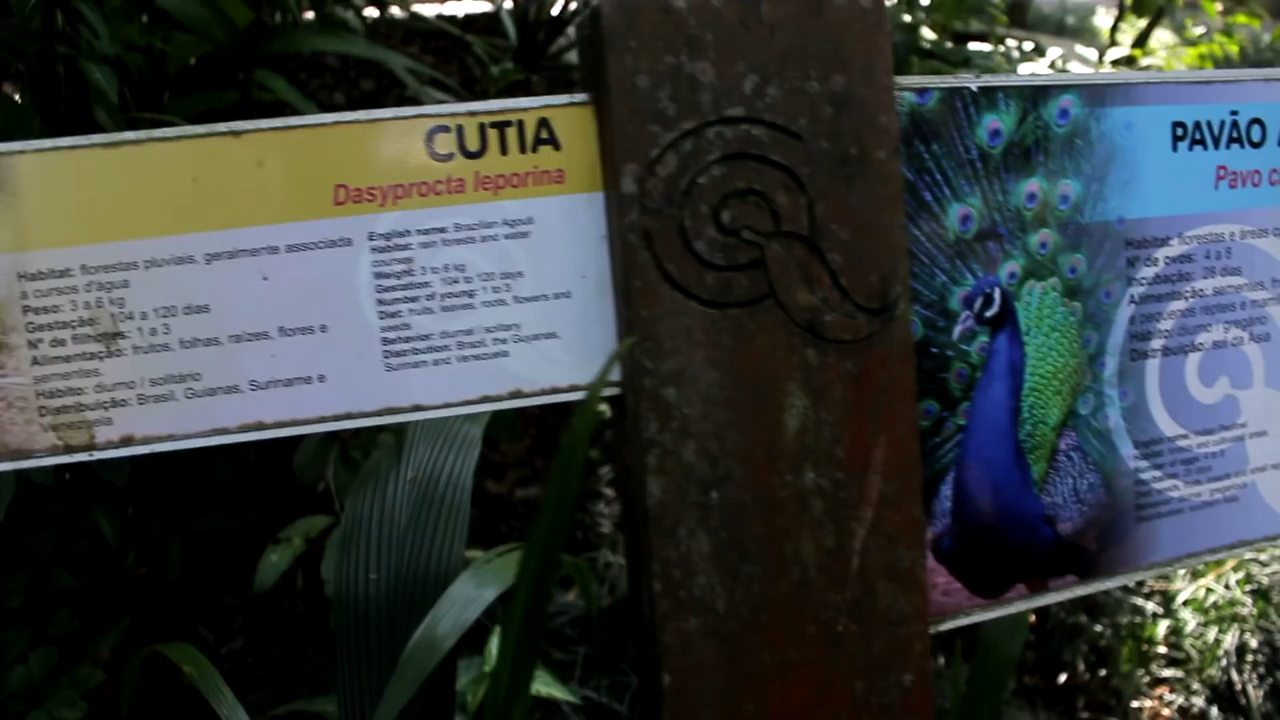 CUTIA
Dasyprocta leporina
Habitat: florestas pluviais, geralmente associada
a cursos d'água
Peso: 3 a 6 kg
Gestação: 104 a 120 dias
Nº de filhotes: 1 a 3
Alimentação: frutos, folhas, raízes, flores e
sementes.
Hábito: diurno / solitário
Distribuição: Brasil, Guianas, Suriname e
Venezuela
English name: Brazilian Agouti
Habitat: rain forests and water
courses
Weight: 3 to 6 kg
Gestation: 104 to 120 days
Number of young: 1 to 3
Diet: fruits, leaves, roots, flowers and
seeds
Behavior: diurnal / solitary
Distribution: Brazil, the Guyanas,
Surinam and Venezuela
PAVÃO
Pavo
Habitat: florestas e áreas
Nº de ovos: 4 a 8
Incubação: 28 dias
Alimentação: sementes,
pequenos répteis e
Hábito: diurno / gregário
Distribuição: sul da Ásia